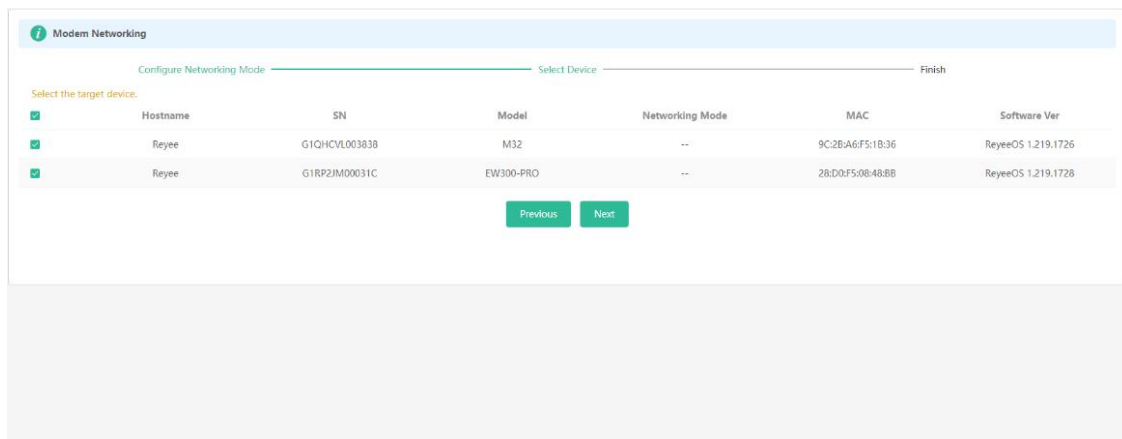 Modem Networking
Configure Networking Mode Select Device Finish
Select the target device.
Hostname SN Model Networking Mode MAC Software Ver
Reyee G1QHCVL003838 M32 -- 9C:2B:A6:F5:1B:36 ReyeeOS 1.219.1726
Reyee G1RP2JM00031C EW300-PRO -- 28:D0:F5:08:48:BB ReyeeOS 1.219.1728
Previous Next